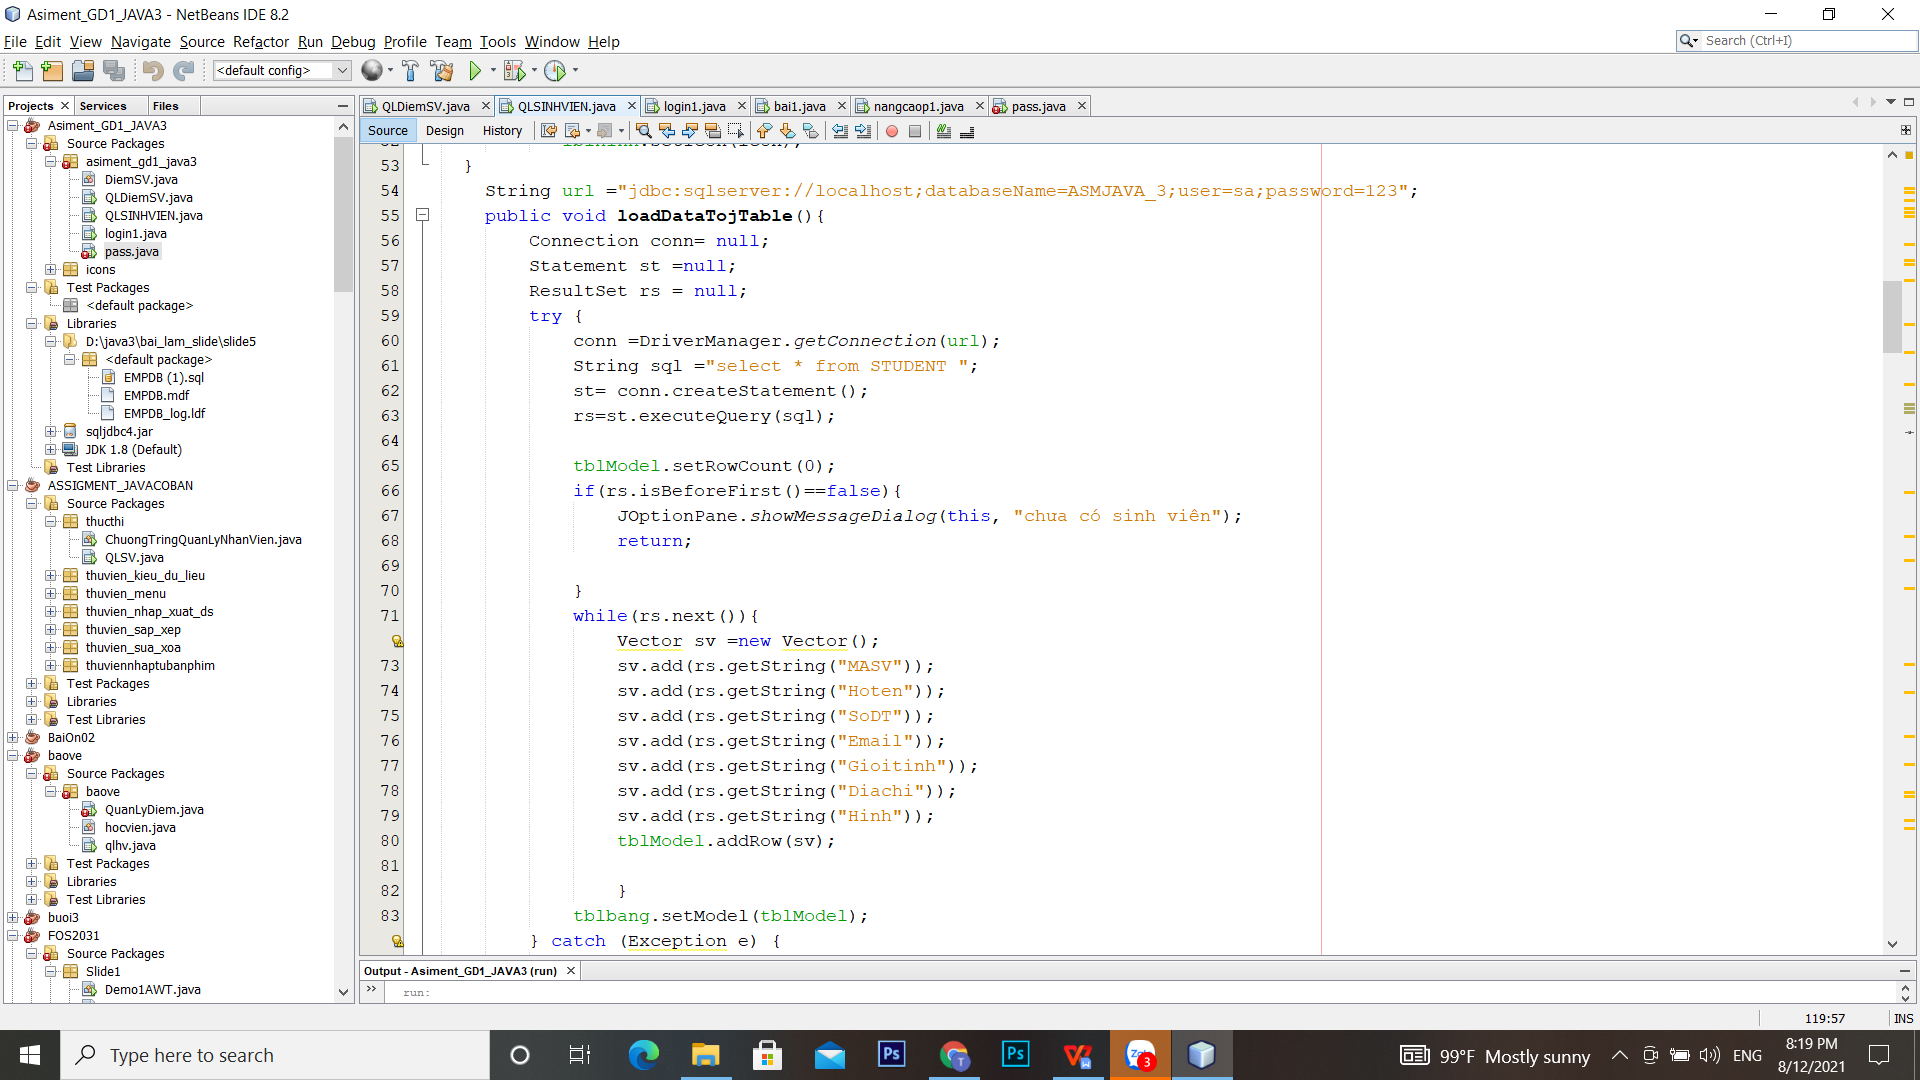 Asiment_GD1_JAVA3 - NetBeans IDE 8.2
File Edit View Navigate Source Refactor Run Debug Profile Team Tools Window Help
Search (Ctrl+I)
<default config>
Projects Services Files
Asiment_GD1_JAVA3
Source Packages
asiment_gd1_java3
DiemSV.java
QLDiemSV.java
QLSINHVIEN.java
login1.java
pass.java
icons
Test Packages
<default package>
Libraries
D:\java3\bai_lam_slide\slide5
<default package>
EMPDB (1).sql
EMPDB.mdf
EMPDB_log.ldf
sqljdbc4.jar
JDK 1.8 (Default)
Test Libraries
ASSIGMENT_JAVACOBAN
Source Packages
thucthi
ChuongTringQuanLyNhanVien.java
QLSV.java
thuvien_kieu_du_lieu
thuvien_menu
thuvien_nhap_xuat_ds
thuvien_sap_xep
thuvien_sua_xoa
thuviennhaptubanphim
Test Packages
Libraries
Test Libraries
BaiOn02
baove
Source Packages
baove
QuanLyDiem.java
hocvien.java
qlhv.java
Test Packages
Libraries
Test Libraries
buoi3
FOS2031
Source Packages
Slide1
Demo1AWT.java
QLDiemSV.java QLSINHVIEN.java login1.java bai1.java nangcaop1.java pass.java
Source Design History
53 }
54 String url ="jdbc:sqlserver://localhost;databaseName=ASMJAVA_3;user=sa;password=123";
55 public void loadDataTojTable(){
56 Connection conn= null;
57 Statement st =null;
58 ResultSet rs = null;
59 try {
60 conn =DriverManager.getConnection(url);
61 String sql ="select * from STUDENT ";
62 st= conn.createStatement();
63 rs=st.executeQuery(sql);
64
65 tblModel.setRowCount(0);
66 if(rs.isBeforeFirst()==false){
67 JOptionPane.showMessageDialog(this, "chưa có sinh viên");
68 return;
69
70 }
71 while(rs.next()){
Vector sv =new Vector();
73 sv.add(rs.getString("MASV"));
74 sv.add(rs.getString("Hoten"));
75 sv.add(rs.getString("SoDT"));
76 sv.add(rs.getString("Email"));
77 sv.add(rs.getString("Gioitinh"));
78 sv.add(rs.getString("Diachi"));
79 sv.add(rs.getString("Hinh"));
80 tblModel.addRow(sv);
81
82 }
83 tblbang.setModel(tblModel);
} catch (Exception e) {
Output - Asiment_GD1_JAVA3 (run)
run:
119:57 INS
Type here to search
99°F Mostly sunny
ENG
8:19 PM
8/12/2021